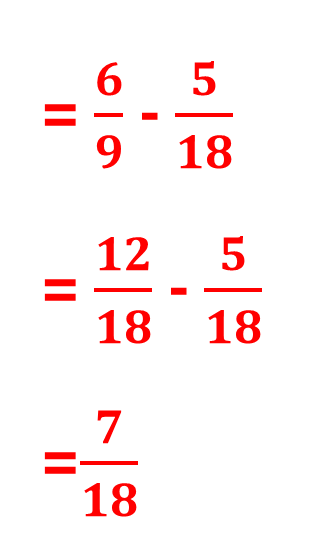 = 6/9 - 5/18
= 12/18 - 5/18
= 7/18